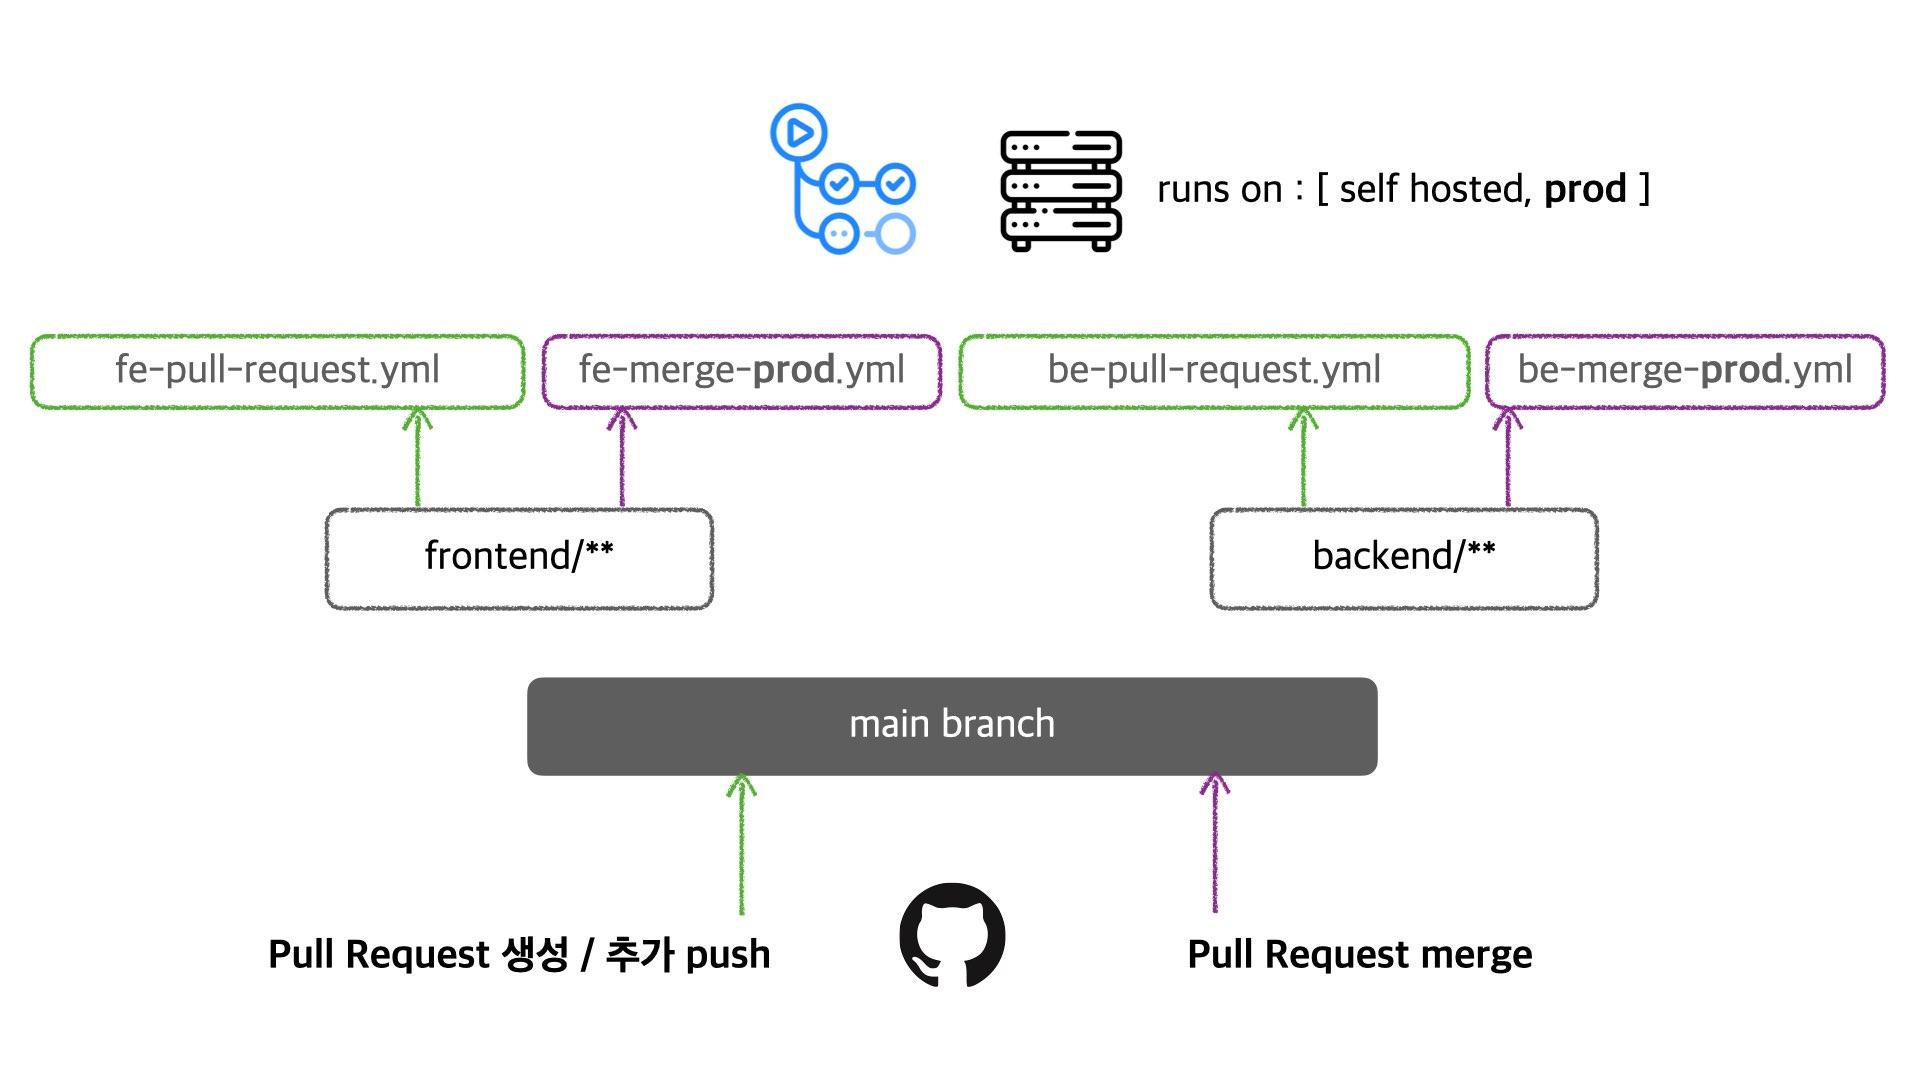 runs on : [ self hosted, prod ]
fe-pull-request.yml
fe-merge-prod.yml
be-pull-request.yml
be-merge-prod.yml
frontend/**
backend/**
main branch
Pull Request 생성 / 추가 push
Pull Request merge